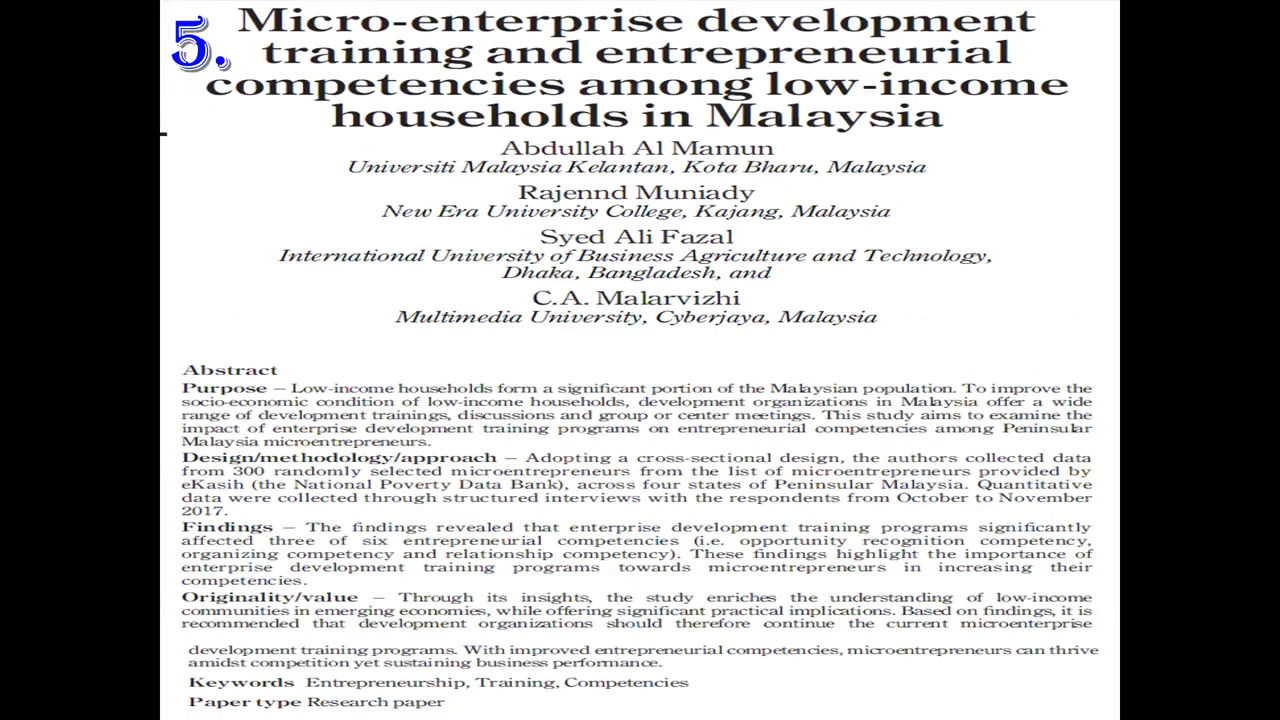 5.
Micro-enterprise development
training and entrepreneurial
competencies among low-income
households in Malaysia
Abdullah Al Mamun
Universiti Malaysia Kelantan, Kota Bharu, Malaysia
Rajennd Muniady
New Era University College, Kajang, Malaysia
Syed Ali Fazal
International University of Business Agriculture and Technology,
Dhaka, Bangladesh, and
C.A. Malarvizhi
Multimedia University, Cyberjaya, Malaysia
Abstract
Purpose – Low-income households form a significant portion of the Malaysian population. To improve the
socio-economic condition of low-income households, development organizations in Malaysia offer a wide
range of development trainings, discussions and group or center meetings. This study aims to examine the
impact of enterprise development training programs on entrepreneurial competencies among Peninsular
Malaysia microentrepreneurs.
Design/methodology/approach – Adopting a cross-sectional design, the authors collected data
from 300 randomly selected microentrepreneurs from the list of microentrepreneurs provided by
eKasih (the National Poverty Data Bank), across four states of Peninsular Malaysia. Quantitative
data were collected through structured interviews with the respondents from October to November
2017.
Findings – The findings revealed that enterprise development training programs significantly
affected three of six entrepreneurial competencies (i.e. opportunity recognition competency,
organizing competency and relationship competency). These findings highlight the importance of
enterprise development training programs towards microentrepreneurs in increasing their
competencies.
Originality/value – Through its insights, the study enriches the understanding of low-income
communities in emerging economies, while offering significant practical implications. Based on findings, it is
recommended that development organizations should therefore continue the current microenterprise
development training programs. With improved entrepreneurial competencies, microentrepreneurs can thrive
amidst competition yet sustaining business performance.
Keywords Entrepreneurship, Training, Competencies
Paper type Research paper